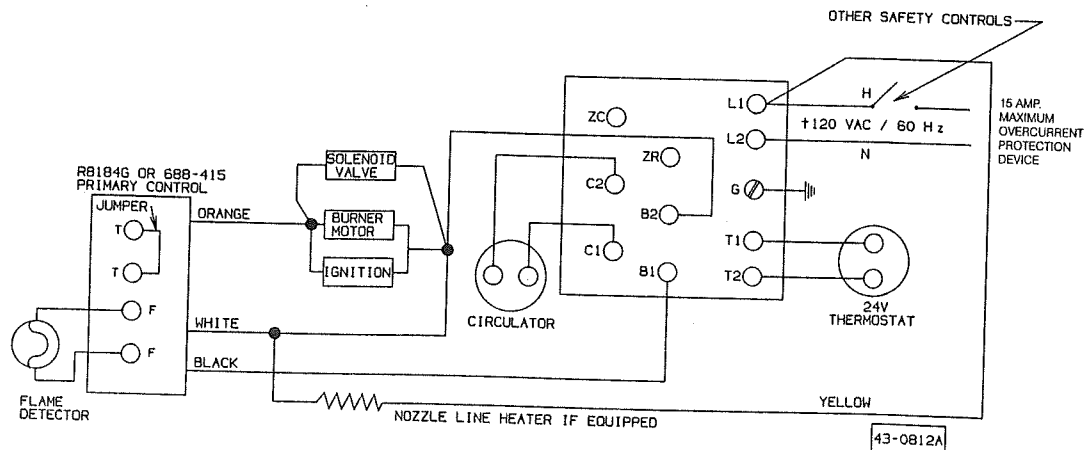 OTHER SAFETY CONTROLS
L1
H
15 AMP.
MAXIMUM
OVERCURRENT
PROTECTION
DEVICE
ZC
†120 VAC / 60 Hz
L2
N
SOLENOID
VALVE
ZR
R8184G OR 688-415
PRIMARY CONTROL
C2
G
JUMPER
ORANGE
BURNER
MOTOR
B2
T
C1
T1
IGNITION
B1
T2
T
24V
THERMOSTAT
F
CIRCULATOR
WHITE
F
BLACK
FLAME
DETECTOR
YELLOW
NOZZLE LINE HEATER IF EQUIPPED
43-0812A